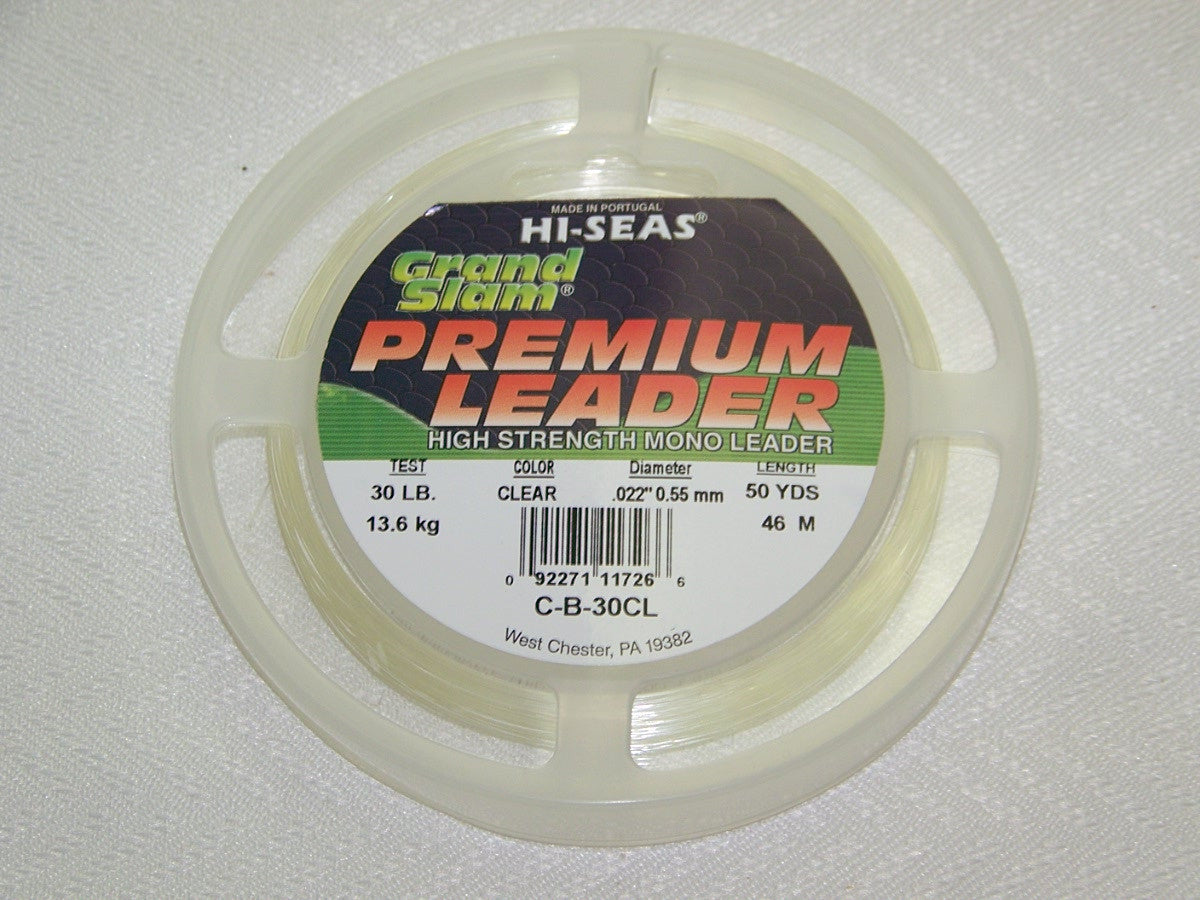 MADE IN PORTUGAL
HI-SEAS®
Grand
Slam®
PREMIUM
LEADER
HIGH STRENGTH MONO LEADER
TEST COLOR Diameter LENGTH
30 LB. CLEAR .022" 0.55 mm 50 YDS
13.6 kg 46 M
0 92271 11726 6
C-B-30CL
West Chester, PA 19382